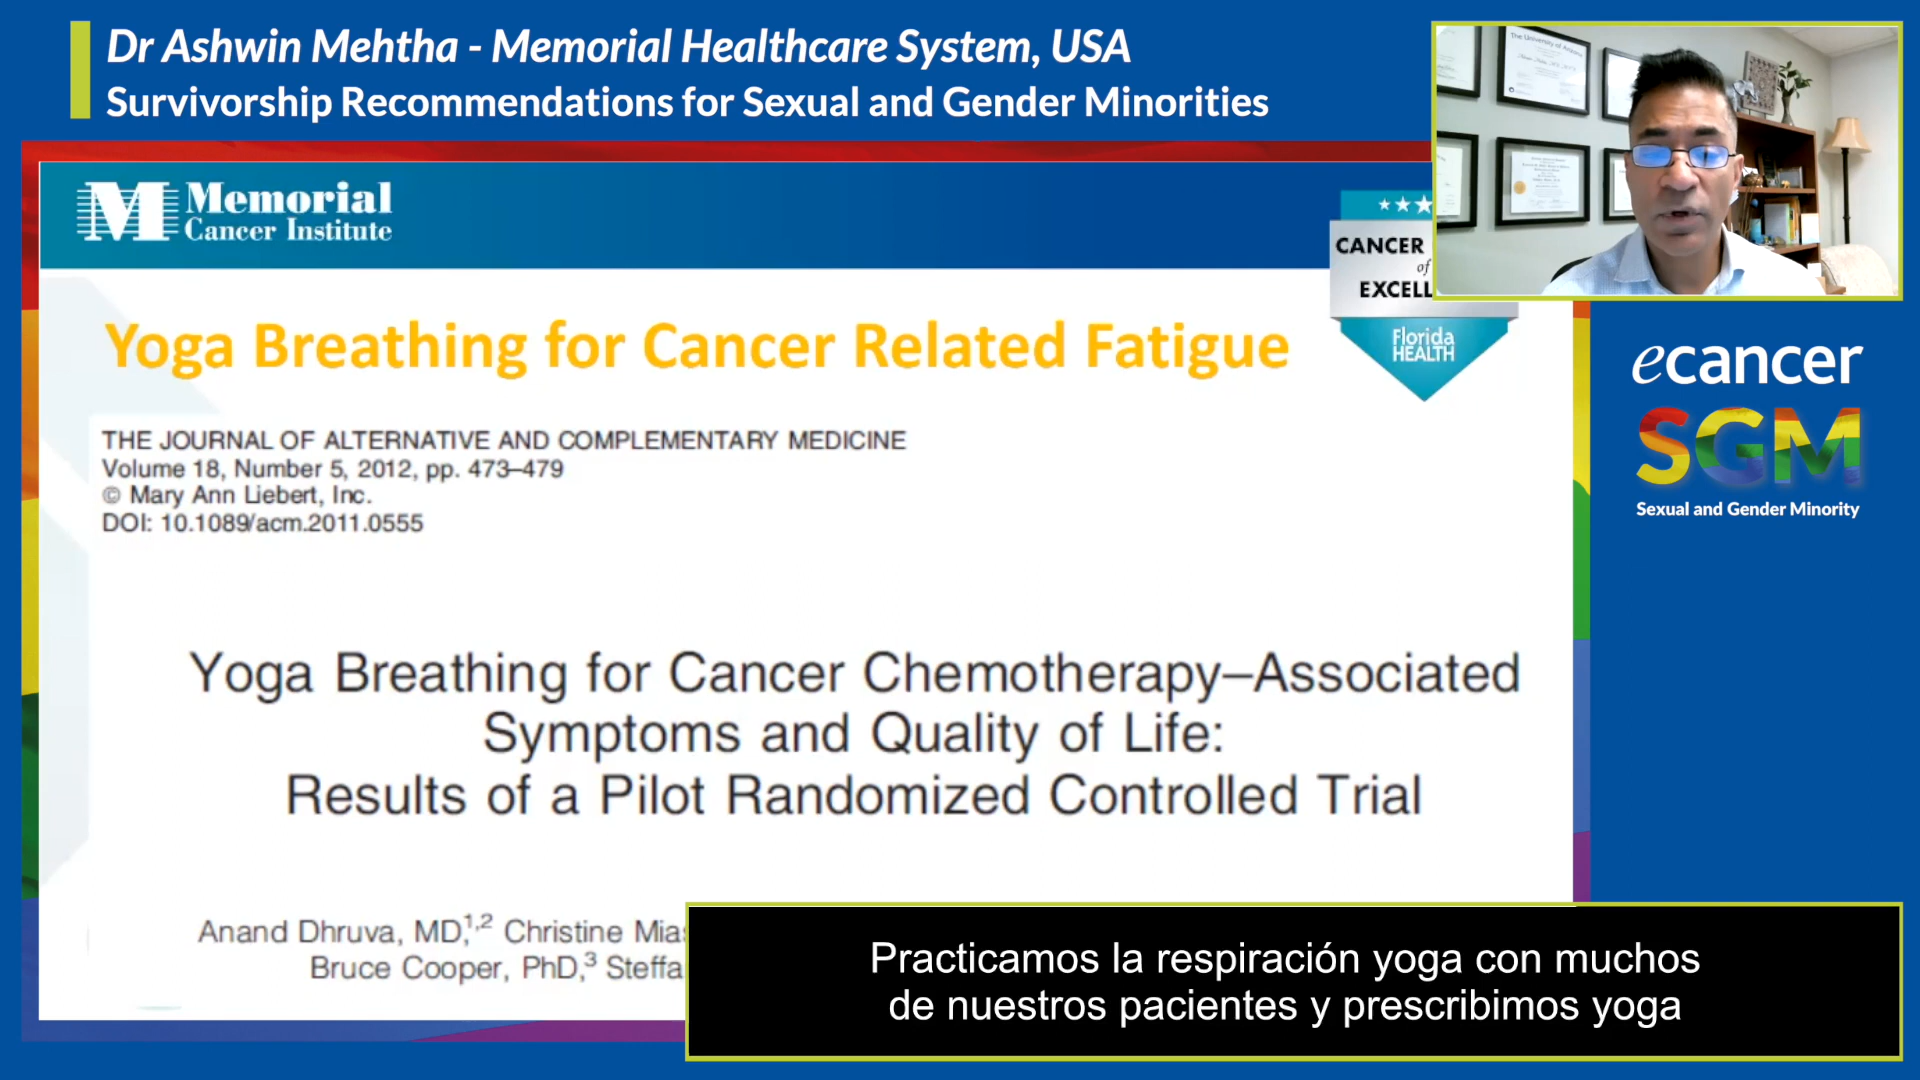 Dr Ashwin Mehtha - Memorial Healthcare System, USA
Survivorship Recommendations for Sexual and Gender Minorities
Memorial
Cancer Institute
CANCER
of
EXCELL
Florida
HEALTH
Yoga Breathing for Cancer Related Fatigue
THE JOURNAL OF ALTERNATIVE AND COMPLEMENTARY MEDICINE
Volume 18, Number 5, 2012, pp. 473–479
© Mary Ann Liebert, Inc.
DOI: 10.1089/acm.2011.0555
Yoga Breathing for Cancer Chemotherapy–Associated
Symptoms and Quality of Life:
Results of a Pilot Randomized Controlled Trial
Anand Dhruva, MD,1,2 Christine Mias
Bruce Cooper, PhD,3 Steffa
ecancer
SGM
Sexual and Gender Minority
Practicamos la respiración yoga con muchos
de nuestros pacientes y prescribimos yoga